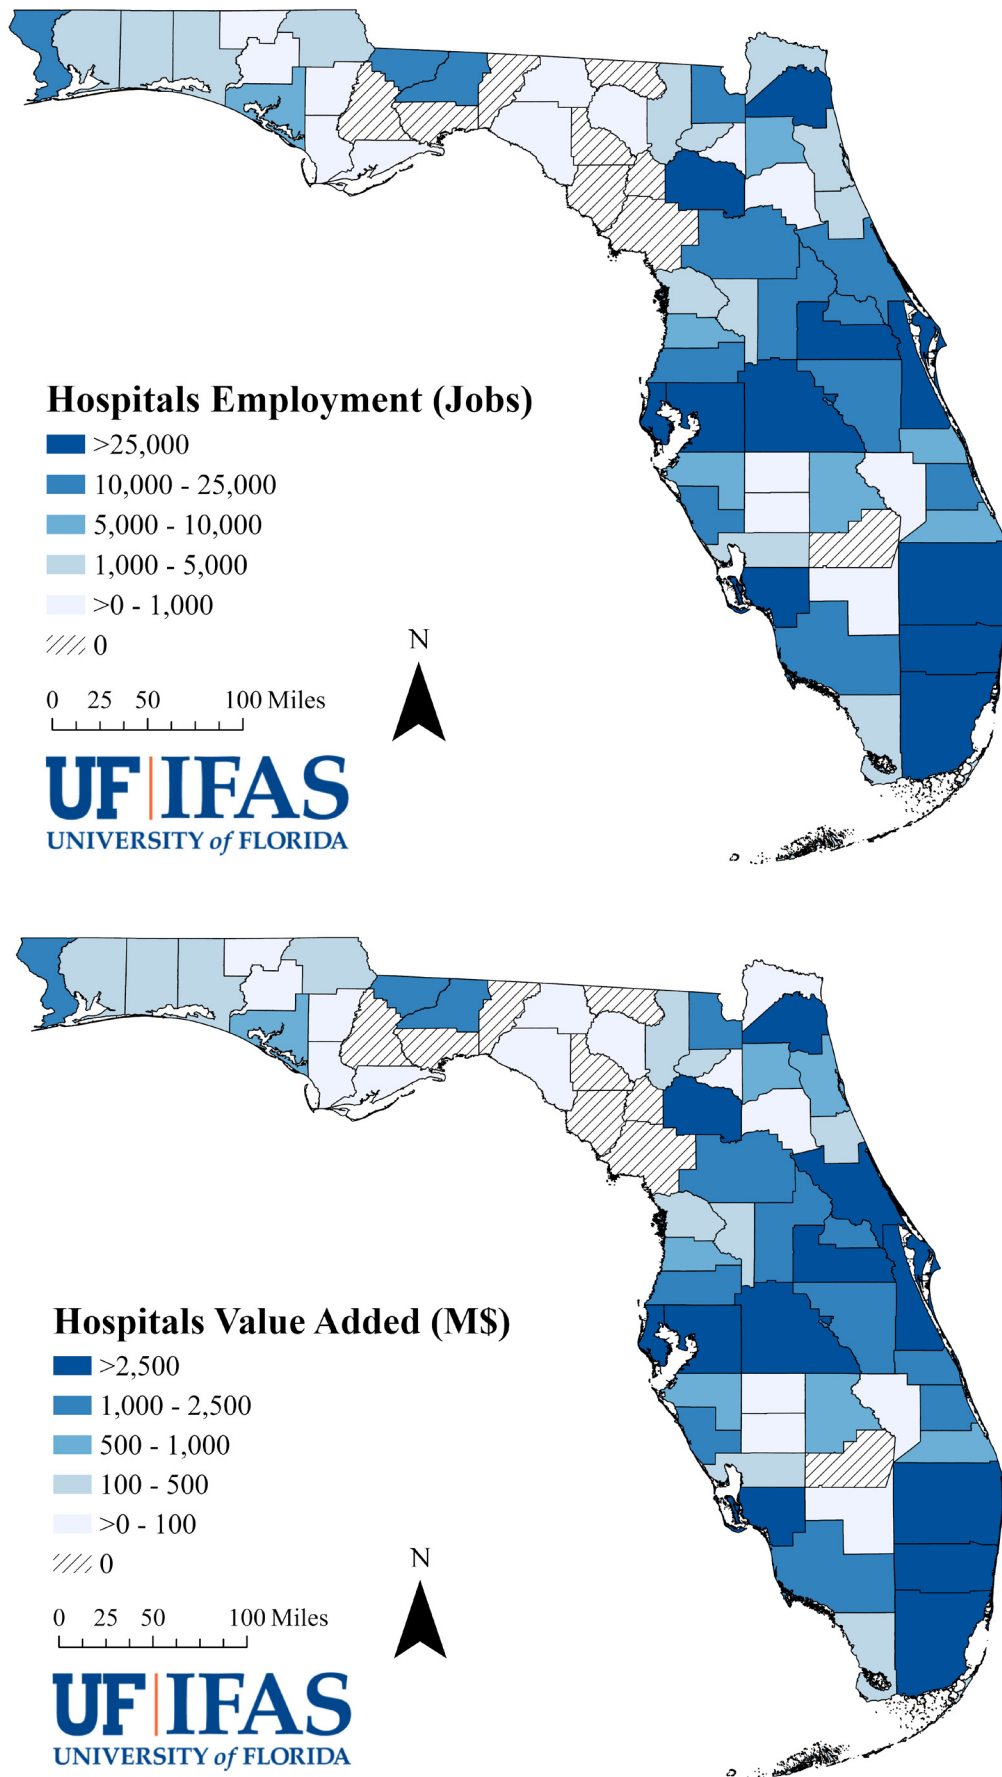 Hospitals Employment (Jobs)
>25,000
10,000 - 25,000
5,000 - 10,000
1,000 - 5,000
>0 - 1,000
0
N
0 25 50 100 Miles
UF|IFAS
UNIVERSITY of FLORIDA
Hospitals Value Added (M$)
>2,500
1,000 - 2,500
500 - 1,000
100 - 500
>0 - 100
0
N
0 25 50 100 Miles
UF|IFAS
UNIVERSITY of FLORIDA